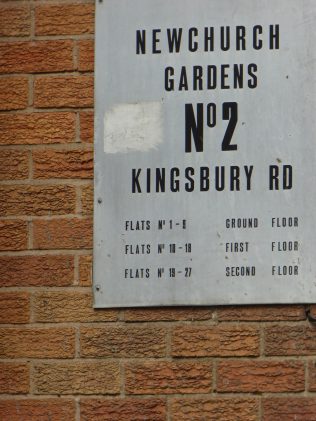 NEWCHURCH
GARDENS
Nº2
KINGSBURY RD
FLATS Nº 1-9 GROUND FLOOR
FLATS Nº 10-18 FIRST FLOOR
FLATS Nº 19-27 SECOND FLOOR